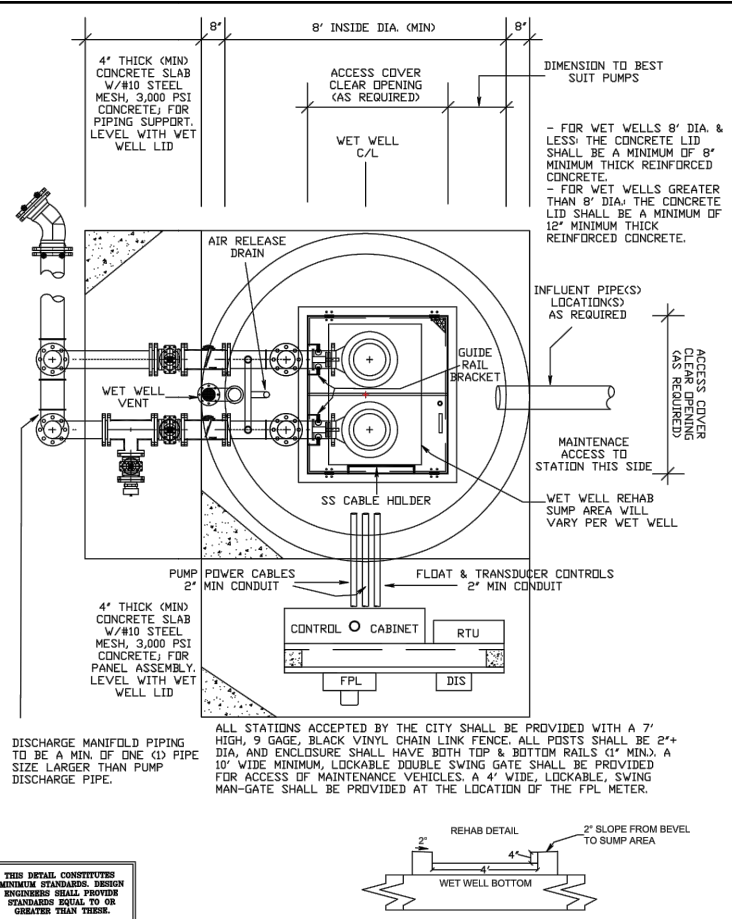 8"
8' INSIDE DIA. (MIN)
8"
4" THICK (MIN)
CONCRETE SLAB
W/#10 STEEL
MESH, 3,000 PSI
CONCRETE; FOR
PIPING SUPPORT.
LEVEL WITH WET
WELL LID
ACCESS COVER
CLEAR OPENING
(AS REQUIRED)
DIMENSION TO BEST
SUIT PUMPS
WET WELL
C/L
- FOR WET WELLS 8' DIA. &
LESS; THE CONCRETE LID
SHALL BE A MINIMUM OF 8"
MINIMUM THICK REINFORCED
CONCRETE.
- FOR WET WELLS GREATER
THAN 8' DIA.; THE CONCRETE
LID SHALL BE A MINIMUM OF
12" MINIMUM THICK
REINFORCED CONCRETE.
AIR RELEASE
DRAIN
INFLUENT PIPE(S)
LOCATION(S)
AS REQUIRED
GUIDE
RAIL
BRACKET
ACCESS COVER
CLEAR OPENING
(AS REQUIRED)
WET WELL
VENT
MAINTENACE
ACCESS TO
STATION THIS SIDE
SS CABLE HOLDER
WET WELL REHAB
SUMP AREA WILL
VARY PER WET WELL
PUMP POWER CABLES
2" MIN CONDUIT
FLOAT & TRANSDUCER CONTROLS
2" MIN CONDUIT
4" THICK (MIN)
CONCRETE SLAB
W/#10 STEEL
MESH, 3,000 PSI
CONCRETE; FOR
PANEL ASSEMBLY.
LEVEL WITH WET
WELL LID
CONTROL CABINET
RTU
FPL
DIS
DISCHARGE MANIFOLD PIPING
TO BE A MIN. OF ONE (1) PIPE
SIZE LARGER THAN PUMP
DISCHARGE PIPE.
ALL STATIONS ACCEPTED BY THE CITY SHALL BE PROVIDED WITH A 7'
HIGH, 9 GAGE, BLACK VINYL CHAIN LINK FENCE. ALL POSTS SHALL BE 2"+
DIA, AND ENCLOSURE SHALL HAVE BOTH TOP & BOTTOM RAILS (1" MIN.). A
10' WIDE MINIMUM, LOCKABLE DOUBLE SWING GATE SHALL BE PROVIDED
FOR ACCESS OF MAINTENANCE VEHICLES. A 4' WIDE, LOCKABLE, SWING
MAN-GATE SHALL BE PROVIDED AT THE LOCATION OF THE FPL METER.
REHAB DETAIL
2" SLOPE FROM BEVEL
TO SUMP AREA
2"
4"
4'
WET WELL BOTTOM
THIS DETAIL CONSTITUTES
MINIMUM STANDARDS. DESIGN
ENGINEERS SHALL PROVIDE
STANDARDS EQUAL TO OR
GREATER THAN THESE.